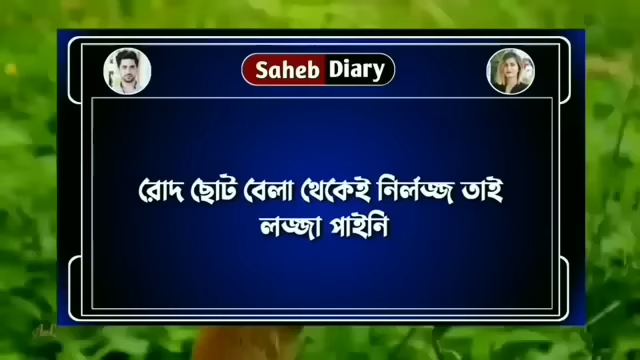 Saheb Diary
রোদ ছোট বেলা থেকেই নির্লজ্জ তাই
লজ্জা পাইনি